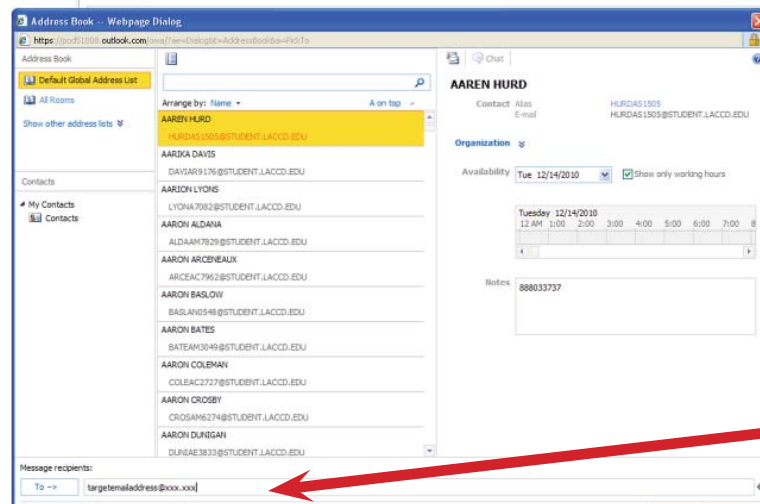 Address Book -- Webpage Dialog
https://pod51000.outlook.com/owa/?ae=Dialog&t=AddressBook&a=PickTo
Address Book
Default Global Address List
All Rooms
Show other address lists
Contacts
My Contacts
Contacts
Arrange by: Name A on top
AAREN HURD
HURDAS1505@STUDENT.LACCD.EDU
AARIKA DAVIS
DAVIAR9176@STUDENT.LACCD.EDU
AARION LYONS
LYONA7082@STUDENT.LACCD.EDU
AARON ALDANA
ALDAAM7829@STUDENT.LACCD.EDU
AARON ARCENEAUX
ARCEAC7962@STUDENT.LACCD.EDU
AARON BASLOW
BASLAN0548@STUDENT.LACCD.EDU
AARON BATES
BATEAM3049@STUDENT.LACCD.EDU
AARON COLEMAN
COLEAC2727@STUDENT.LACCD.EDU
AARON CROSBY
CROSAM6274@STUDENT.LACCD.EDU
AARON DUNIGAN
DUNIAE3833@STUDENT.LACCD.EDU
Chat
AAREN HURD
Contact Alias HURDAS1505
E-mail HURDAS1505@STUDENT.LACCD.EDU
Organization
Availability Tue 12/14/2010 Show only working hours
Tuesday 12/14/2010
12 AM 1:00 2:00 3:00 4:00 5:00 6:00 7:00 8
Notes 888033737
Message recipients:
To -> targetemailaddress@xxx.xxx